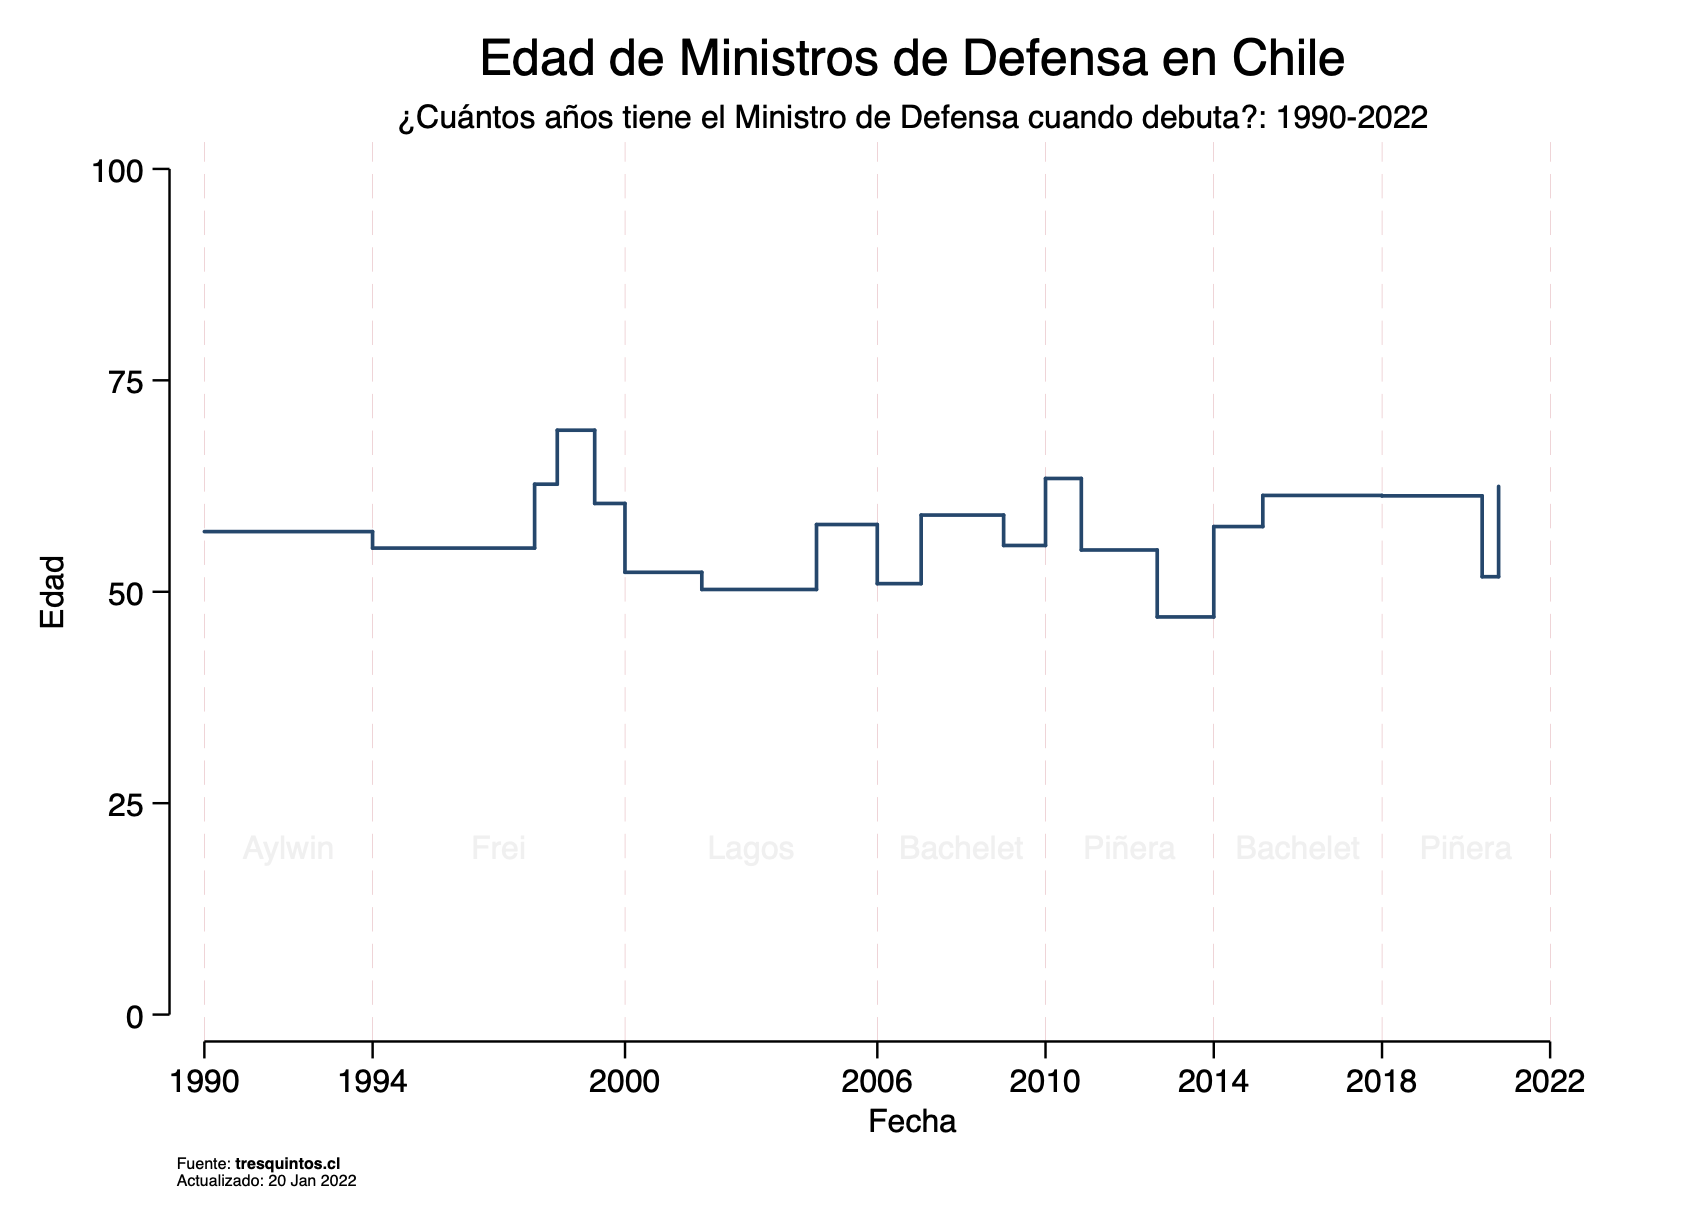 Edad de Ministros de Defensa en Chile
¿Cuántos años tiene el Ministro de Defensa cuando debuta?: 1990-2022
100
75
50
25
0
Edad
Aylwin Frei Lagos Bachelet Piñera Bachelet Piñera
1990 1994 2000 2006 2010 2014 2018 2022
Fecha
Fuente: tresquintos.cl
Actualizado: 20 Jan 2022